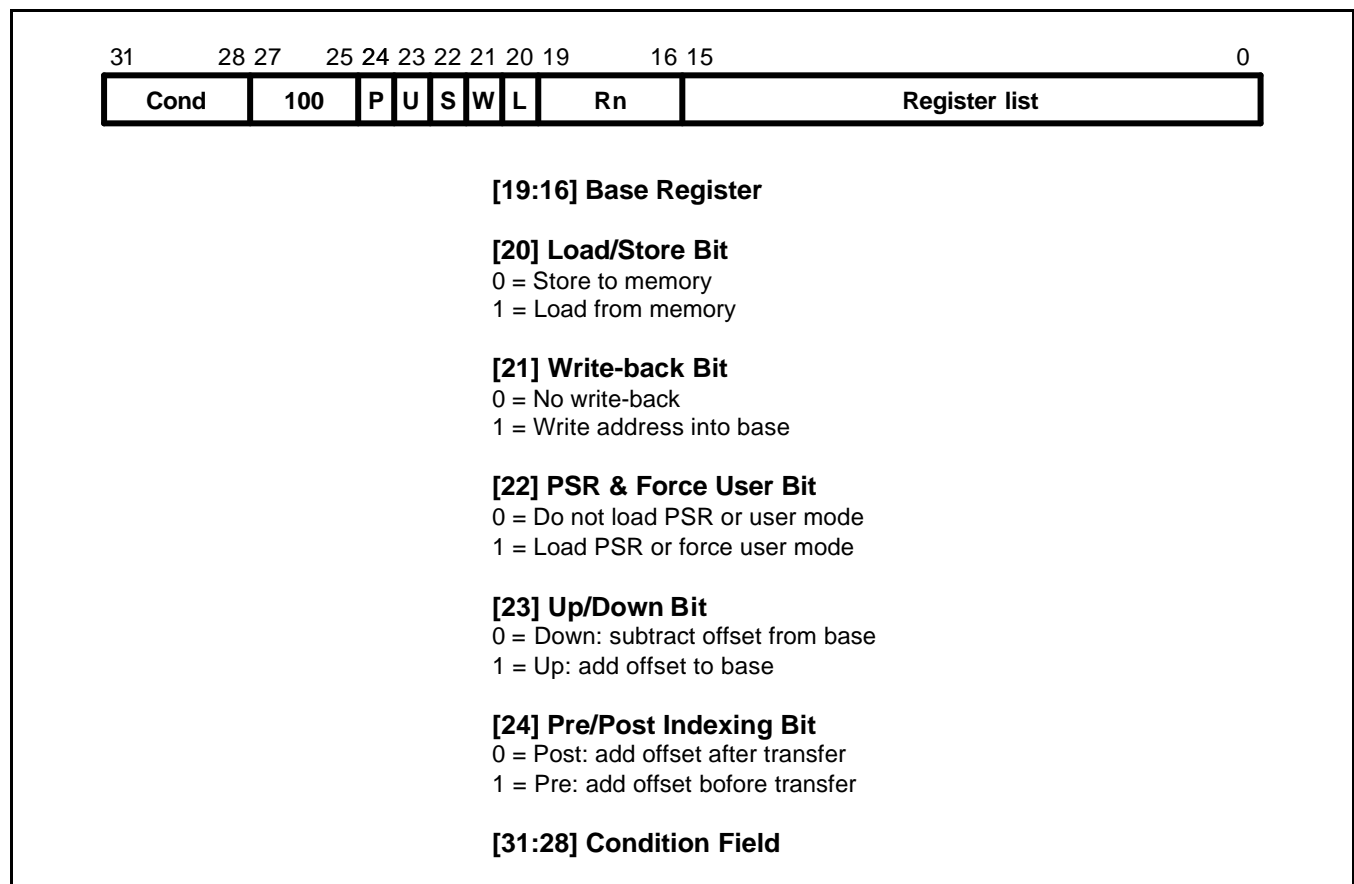 31 28 27 25 24 23 22 21 20 19 16 15 0
Cond 100 P U S W L Rn Register list
[19:16] Base Register
[20] Load/Store Bit
0 = Store to memory
1 = Load from memory
[21] Write-back Bit
0 = No write-back
1 = Write address into base
[22] PSR & Force User Bit
0 = Do not load PSR or user mode
1 = Load PSR or force user mode
[23] Up/Down Bit
0 = Down: subtract offset from base
1 = Up: add offset to base
[24] Pre/Post Indexing Bit
0 = Post: add offset after transfer
1 = Pre: add offset bofore transfer
[31:28] Condition Field